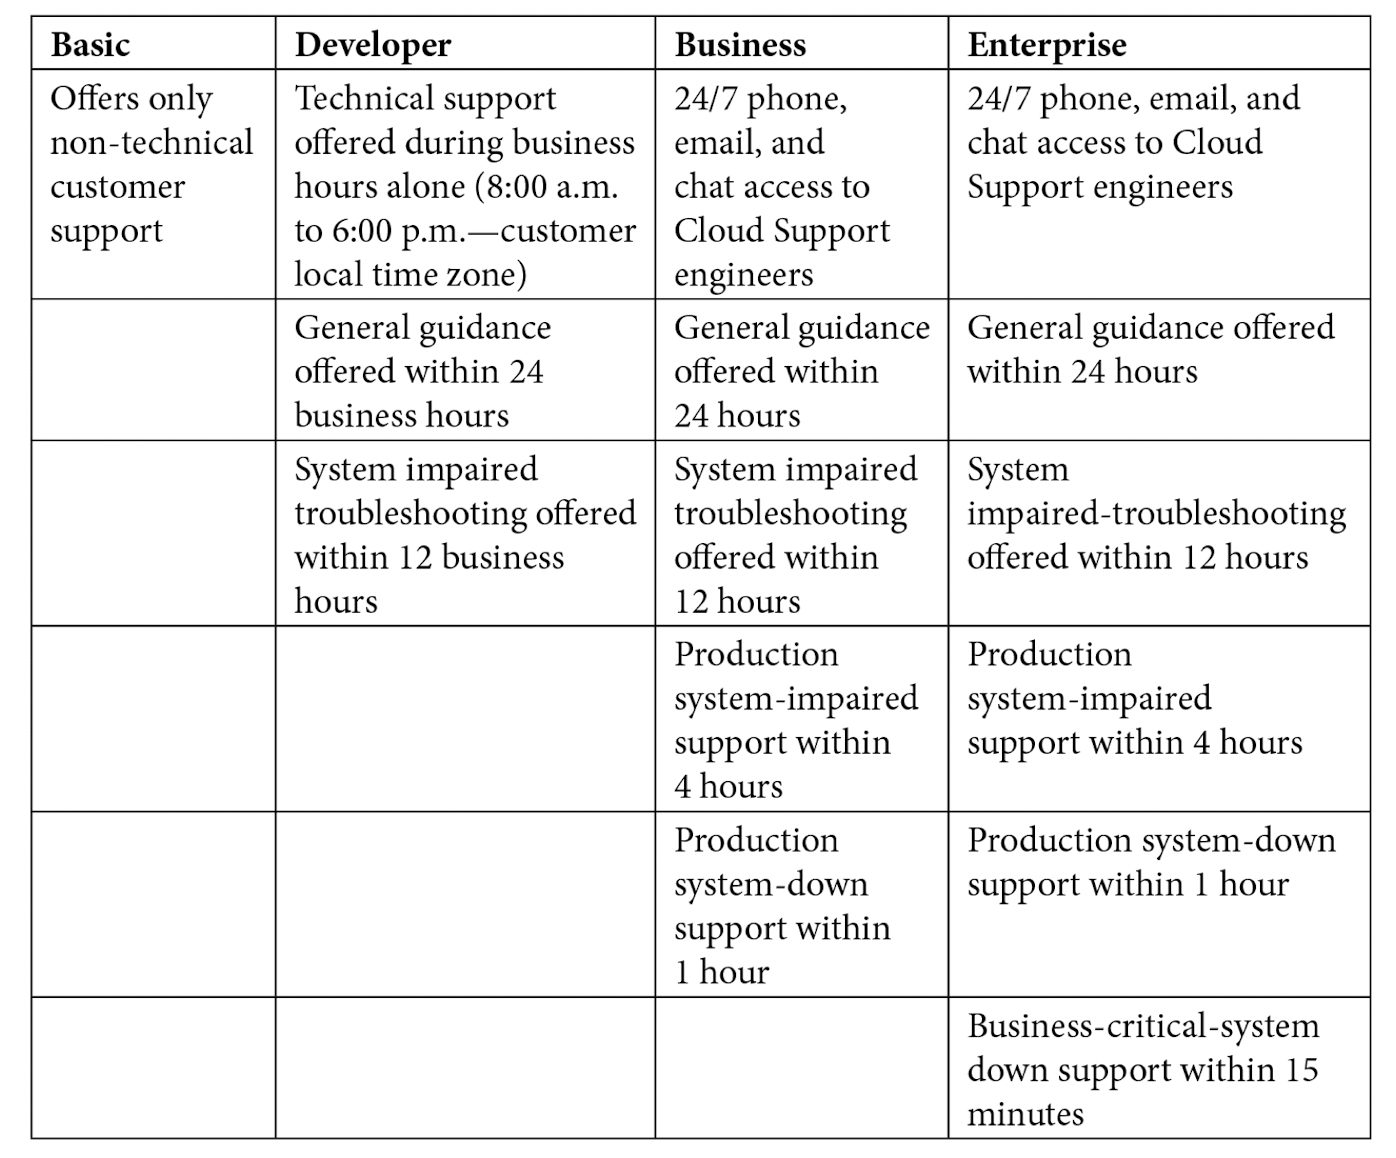 Basic
Developer
Business
Enterprise
Offers only
non-technical
customer
support
Technical support
offered during business
hours alone (8:00 a.m.
to 6:00 p.m.—customer
local time zone)
24/7 phone,
email, and
chat access to
Cloud Support
engineers
24/7 phone, email, and
chat access to Cloud
Support engineers
General guidance
offered within 24
business hours
General guidance
offered within
24 hours
General guidance offered
within 24 hours
System impaired
troubleshooting offered
within 12 business
hours
System impaired
troubleshooting
offered within
12 hours
System
impaired-troubleshooting
offered within 12 hours
Production
system-impaired
support within
4 hours
Production
system-impaired
support within 4 hours
Production
system-down
support within
1 hour
Production system-down
support within 1 hour
Business-critical-system
down support within 15
minutes